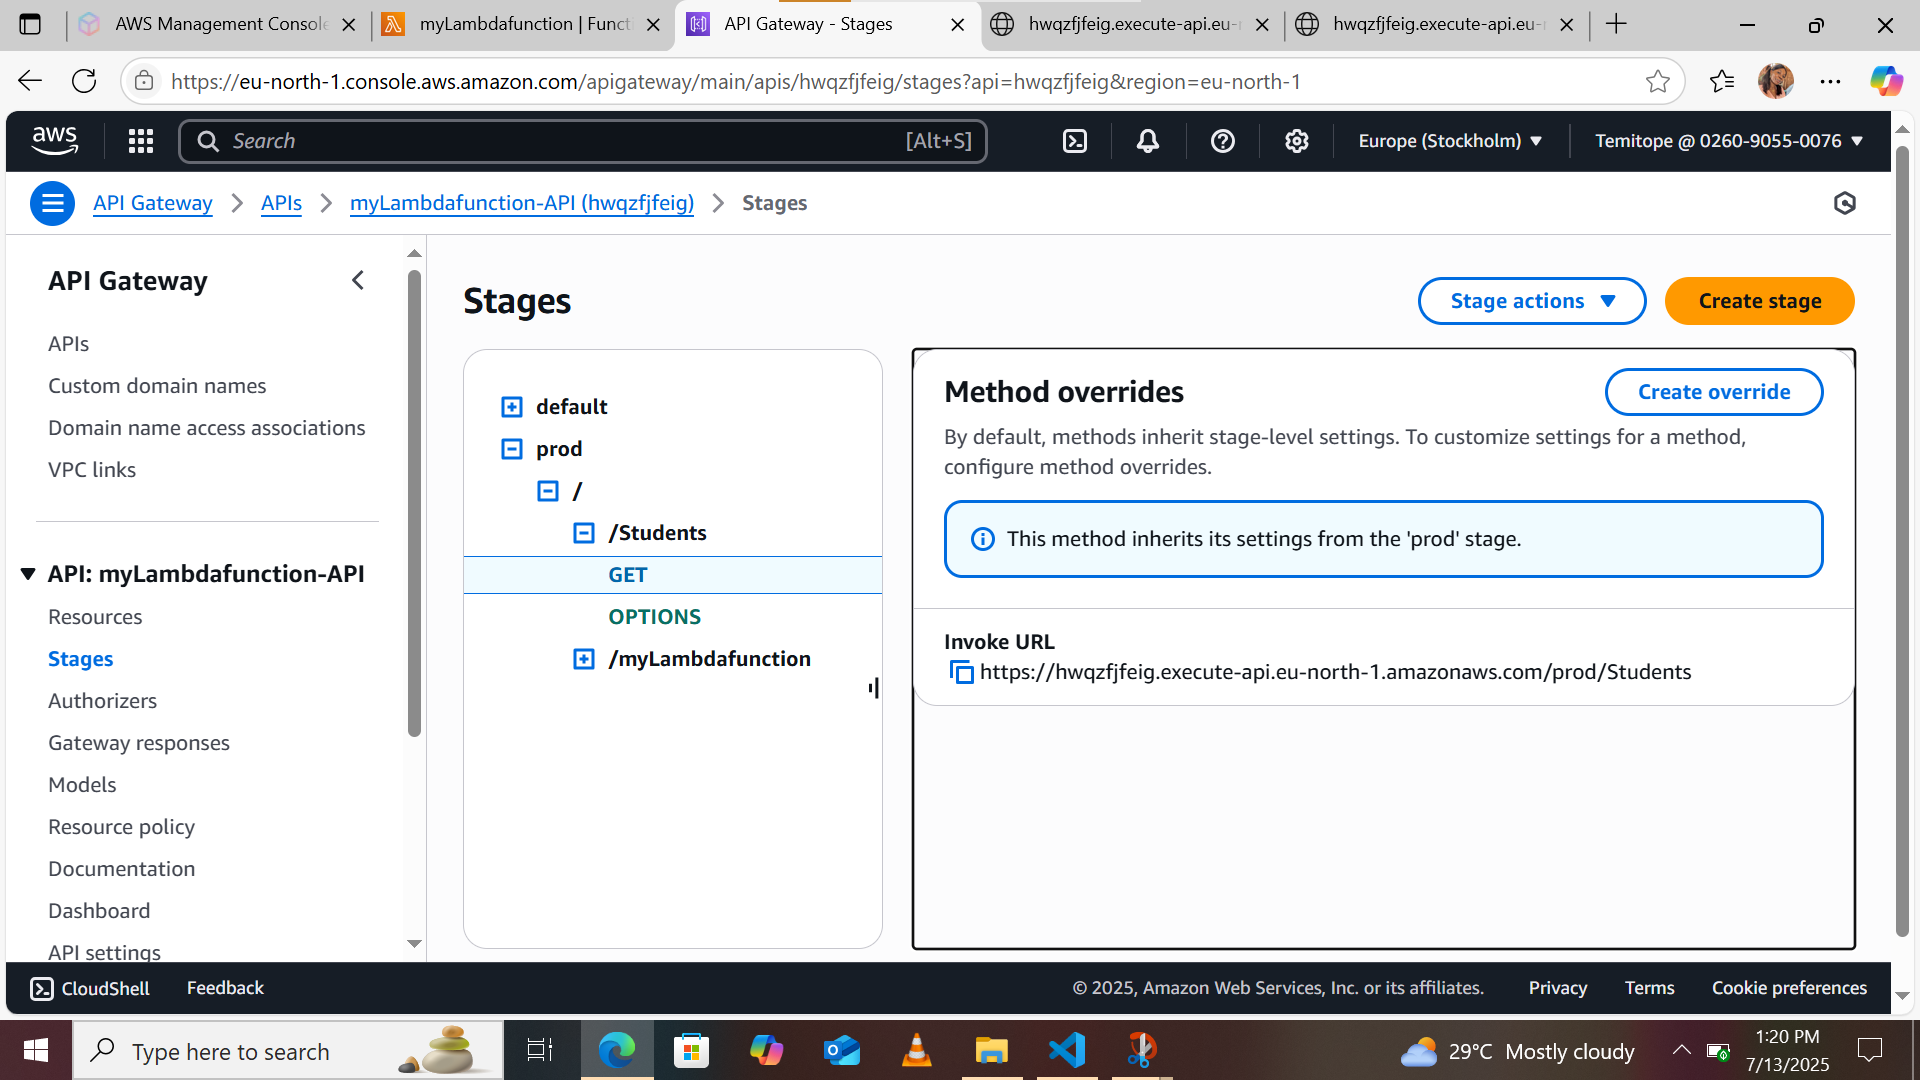 AWS Management Console
myLambdafunction | Functi
API Gateway - Stages
hwqzfjfeig.execute-api.eu-
hwqzfjfeig.execute-api.eu-
https://eu-north-1.console.aws.amazon.com/apigateway/main/apis/hwqzfjfeig/stages?api=hwqzfjfeig&region=eu-north-1
aws
Search
[Alt+S]
Europe (Stockholm)
Temitope @ 0260-9055-0076
API Gateway
APIs
myLambdafunction-API (hwqzfjfeig)
Stages
API Gateway
APIs
Custom domain names
Domain name access associations
VPC links
API: myLambdafunction-API
Resources
Stages
Authorizers
Gateway responses
Models
Resource policy
Documentation
Dashboard
API settings
Stages
Stage actions
Create stage
default
prod
/
/Students
GET
OPTIONS
/myLambdafunction
Method overrides
Create override
By default, methods inherit stage-level settings. To customize settings for a method,
configure method overrides.
This method inherits its settings from the 'prod' stage.
Invoke URL
https://hwqzfjfeig.execute-api.eu-north-1.amazonaws.com/prod/Students
CloudShell
Feedback
© 2025, Amazon Web Services, Inc. or its affiliates.
Privacy
Terms
Cookie preferences
Type here to search
29°C Mostly cloudy
1:20 PM
7/13/2025